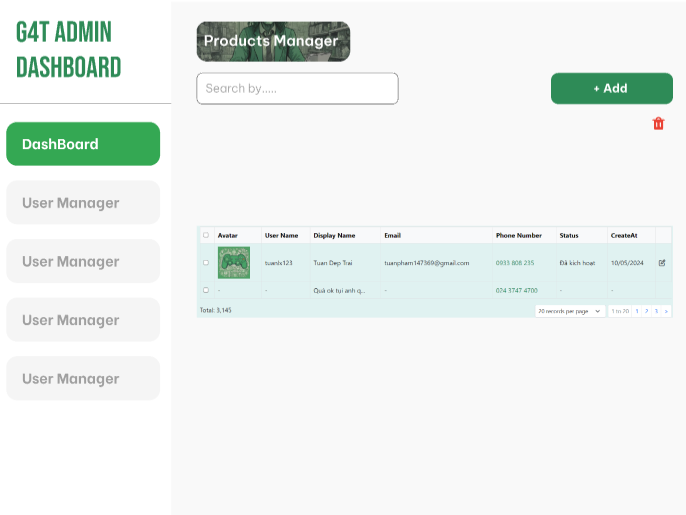 G4T ADMIN
DASHBOARD
DashBoard
User Manager
User Manager
User Manager
User Manager
Products Manager
Search by.....
+ Add
Avatar User Name Display Name Email Phone Number Status CreateAt
tuanlx123 Tuan Dep Trai tuanpham147369@gmail.com 0933 808 235 Đã kích hoạt 10/05/2024
- - Quá ok tụi anh q... - 024 3747 4700 - -
Total: 3,145 20 records per page 1 to 20 1 2 3 >